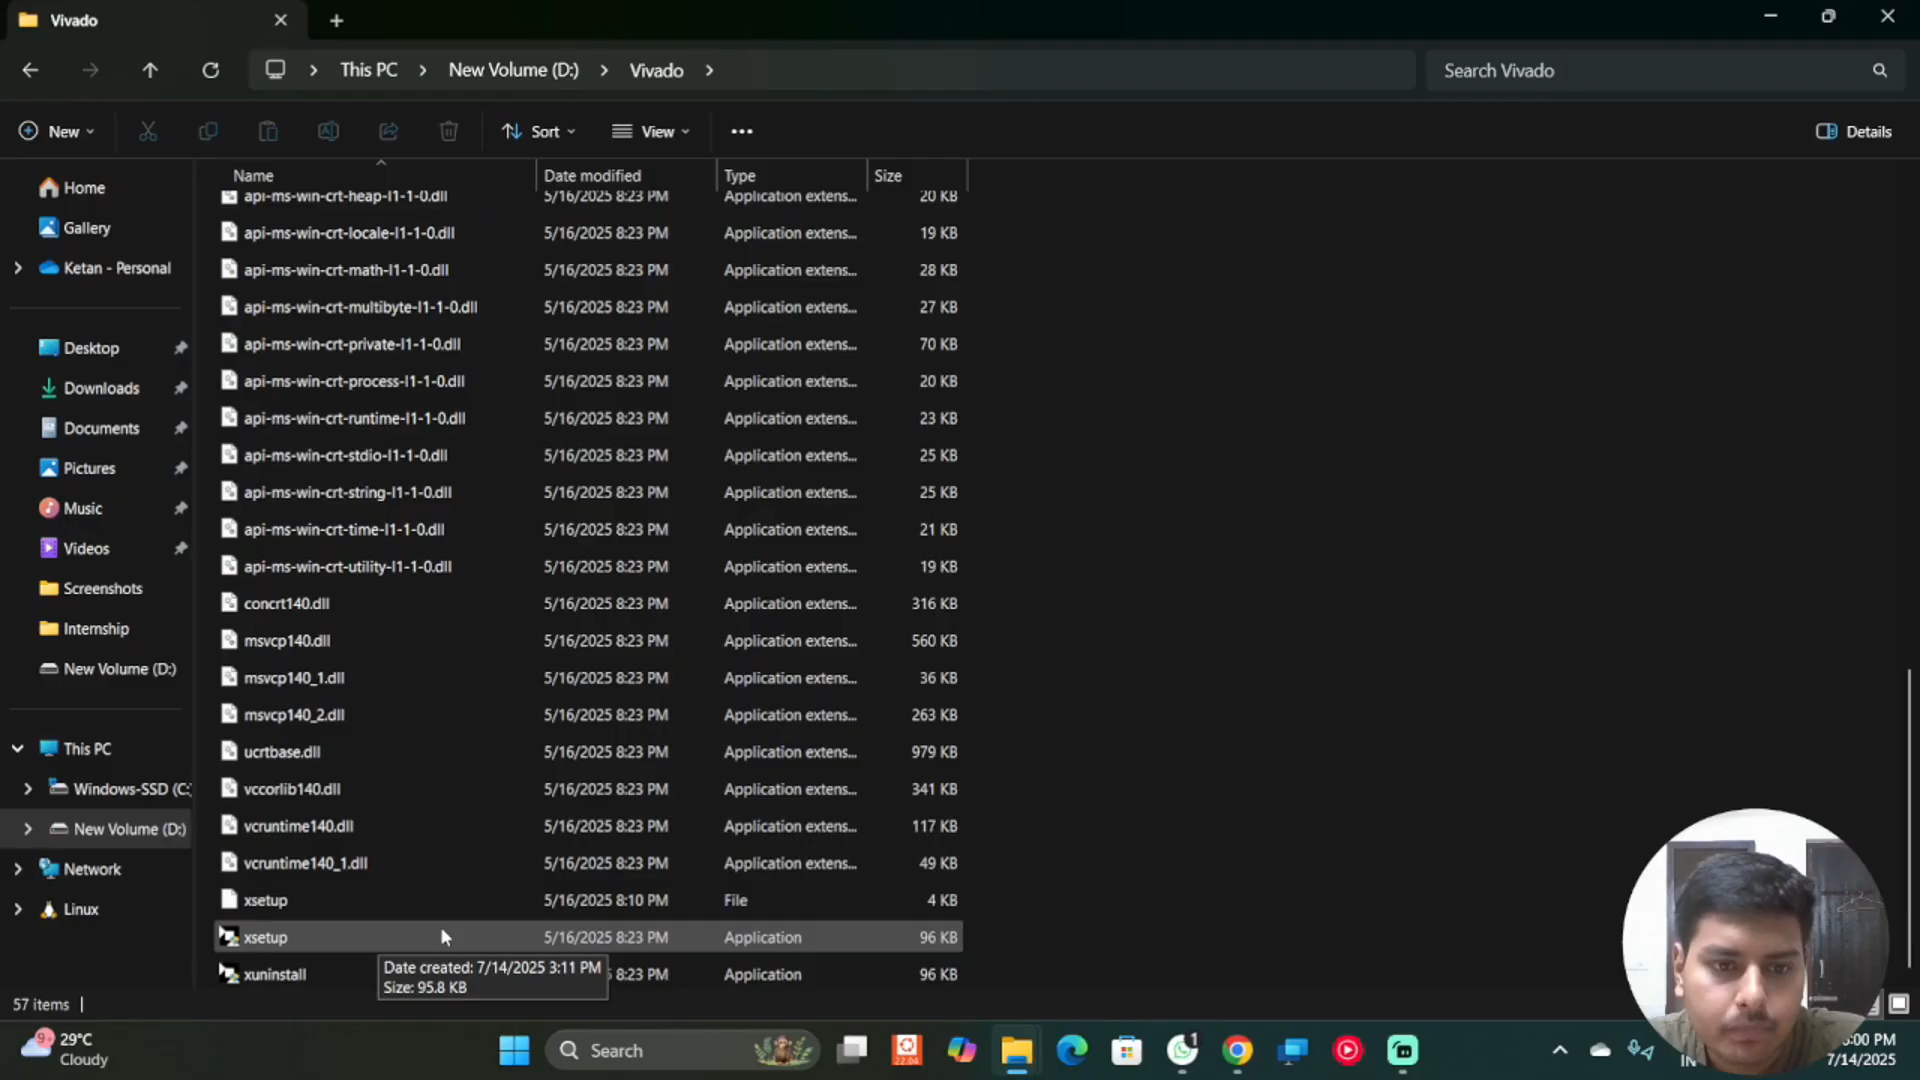 Vivado
This PC
New Volume (D:)
Vivado
Search Vivado
New
Sort
View
Details
Name Date modified Type Size
Home
Gallery
Ketan - Personal
Desktop
Downloads
Documents
Pictures
Music
Videos
Screenshots
Internship
New Volume (D:)
This PC
Windows-SSD (C:
New Volume (D:)
Network
Linux
api-ms-win-crt-heap-l1-1-0.dll 5/16/2025 8:23 PM Application extens... 20 KB
api-ms-win-crt-locale-l1-1-0.dll 5/16/2025 8:23 PM Application extens... 19 KB
api-ms-win-crt-math-l1-1-0.dll 5/16/2025 8:23 PM Application extens... 28 KB
api-ms-win-crt-multibyte-l1-1-0.dll 5/16/2025 8:23 PM Application extens... 27 KB
api-ms-win-crt-private-l1-1-0.dll 5/16/2025 8:23 PM Application extens... 70 KB
api-ms-win-crt-process-l1-1-0.dll 5/16/2025 8:23 PM Application extens... 20 KB
api-ms-win-crt-runtime-l1-1-0.dll 5/16/2025 8:23 PM Application extens... 23 KB
api-ms-win-crt-stdio-l1-1-0.dll 5/16/2025 8:23 PM Application extens... 25 KB
api-ms-win-crt-string-l1-1-0.dll 5/16/2025 8:23 PM Application extens... 25 KB
api-ms-win-crt-time-l1-1-0.dll 5/16/2025 8:23 PM Application extens... 21 KB
api-ms-win-crt-utility-l1-1-0.dll 5/16/2025 8:23 PM Application extens... 19 KB
concrt140.dll 5/16/2025 8:23 PM Application extens... 316 KB
msvcp140.dll 5/16/2025 8:23 PM Application extens... 560 KB
msvcp140_1.dll 5/16/2025 8:23 PM Application extens... 36 KB
msvcp140_2.dll 5/16/2025 8:23 PM Application extens... 263 KB
ucrtbase.dll 5/16/2025 8:23 PM Application extens... 979 KB
vccorlib140.dll 5/16/2025 8:23 PM Application extens... 341 KB
vcruntime140.dll 5/16/2025 8:23 PM Application extens... 117 KB
vcruntime140_1.dll 5/16/2025 8:23 PM Application extens... 49 KB
xsetup 5/16/2025 8:10 PM File 4 KB
xsetup 5/16/2025 8:23 PM Application 96 KB
xuninstall 8:23 PM Application 96 KB
Date created: 7/14/2025 3:11 PM
Size: 95.8 KB
57 items
9+
29°C
Cloudy
Search
22.04
1
IN
:00 PM
7/14/2025